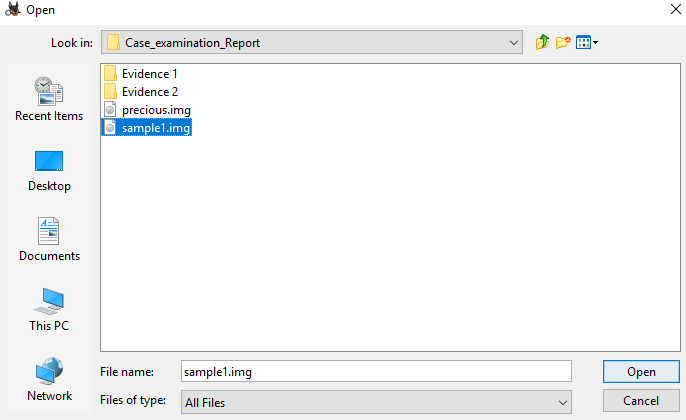 Open
Look in:
Case_examination_Report
Recent Items
Desktop
Documents
This PC
Network
Evidence 1
Evidence 2
precious.img
sample1.img
File name:
sample1.img
Open
Files of type:
All Files
Cancel